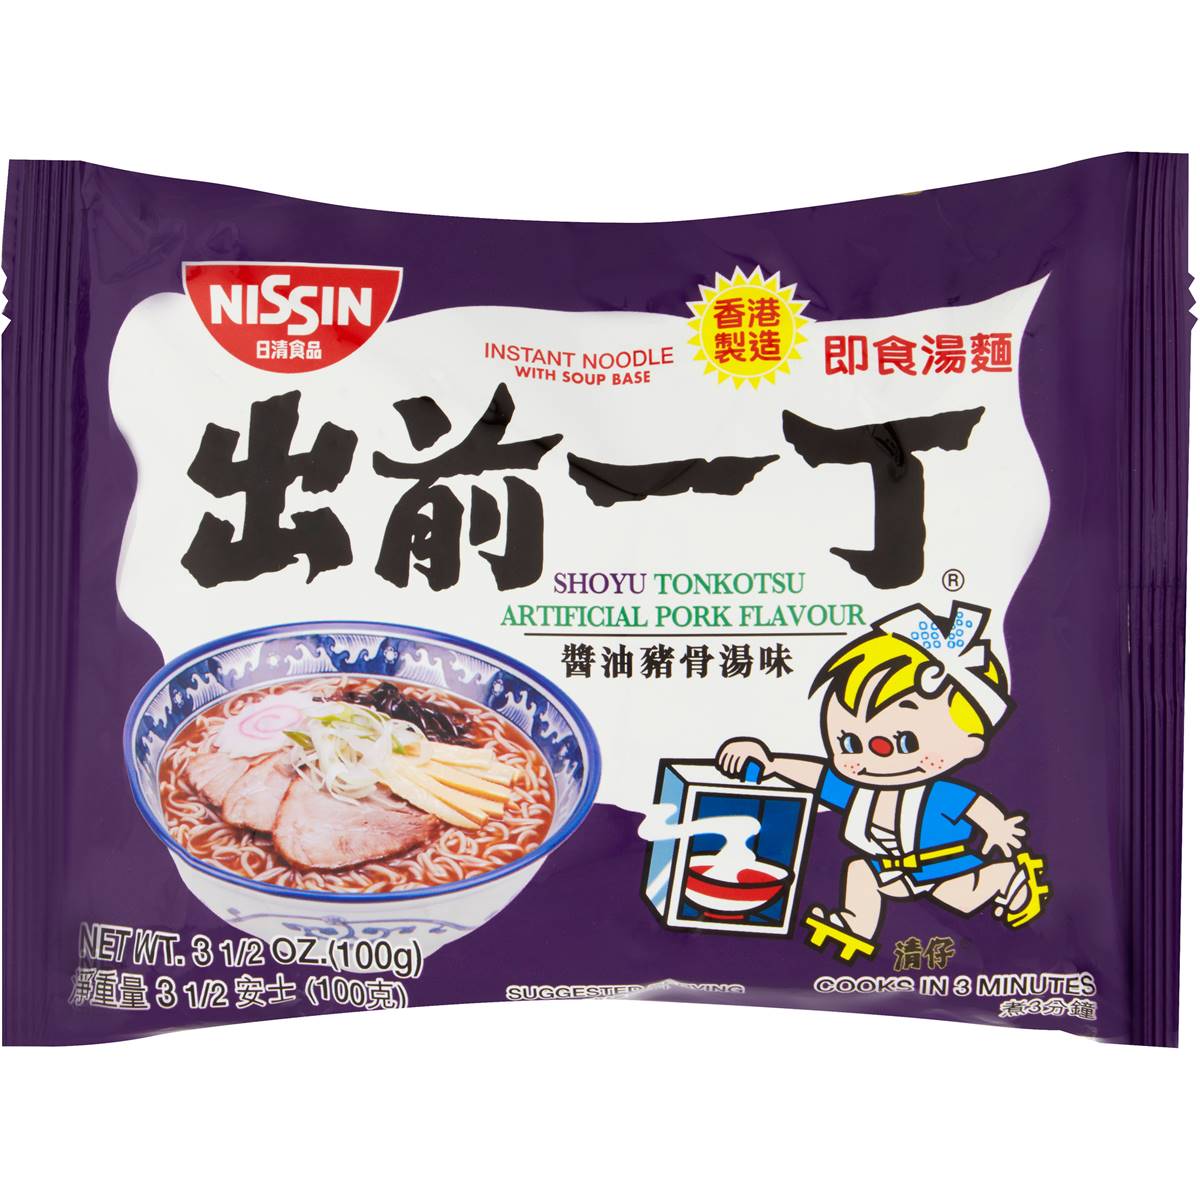 NISSIN
日清食品
INSTANT NOODLE
WITH SOUP BASE
香港
製造
即食湯麵
出前一丁
®
SHOYU TONKOTSU
ARTIFICIAL PORK FLAVOUR
醬油豬骨湯味
清仔
NET WT. 3 1/2 OZ.(100g)
淨重量 3 1/2 安士 (100克)
SUGGESTED SERVING
COOKS IN 3 MINUTES
煮3分鐘